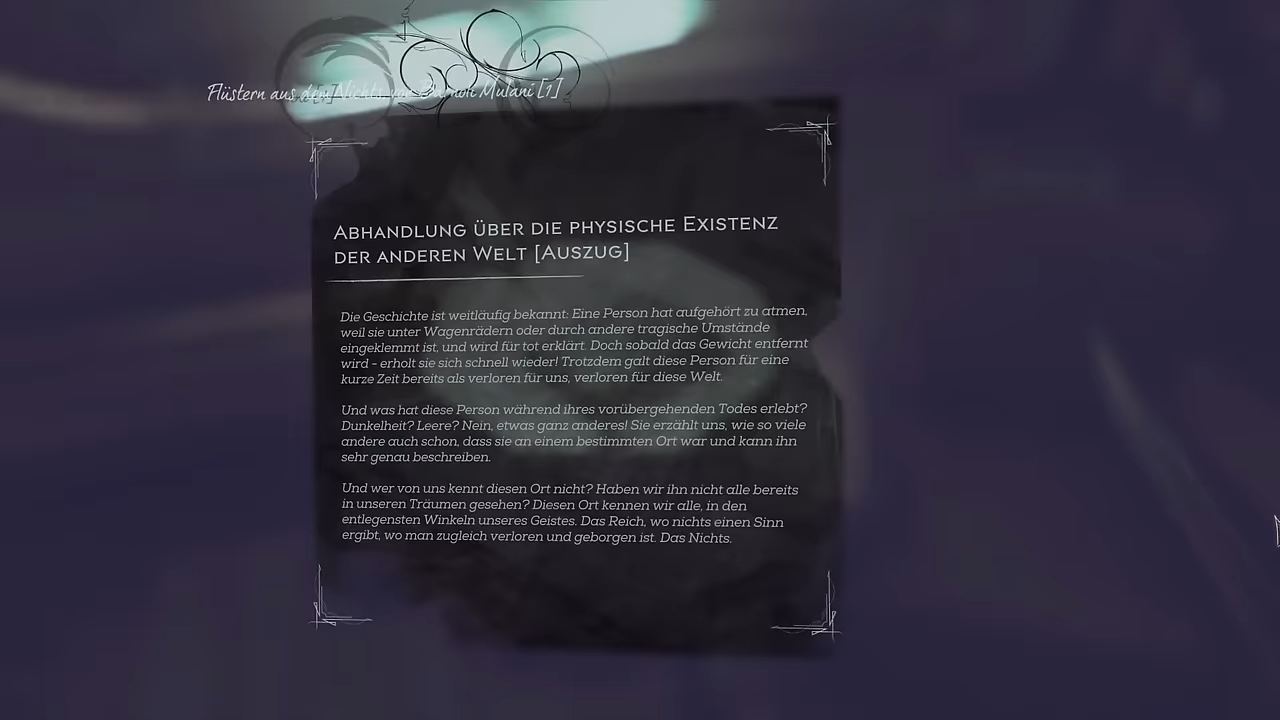 Flüstern aus dem Nichts, von Mulani [1]
Abhandlung über die physische Existenz
der anderen Welt [Auszug]
Die Geschichte ist weitläufig bekannt: Eine Person hat aufgehört zu atmen,
weil sie unter Wagenrädern oder durch andere tragische Umstände
eingeklemmt ist, und wird für tot erklärt. Doch sobald das Gewicht entfernt
wird - erholt sie sich schnell wieder! Trotzdem galt diese Person für eine
kurze Zeit bereits als verloren für uns, verloren für diese Welt.
Und was hat diese Person während ihres vorübergehenden Todes erlebt?
Dunkelheit? Leere? Nein, etwas ganz anderes! Sie erzählt uns, wie so viele
andere auch schon, dass sie an einem bestimmten Ort war und kann ihn
sehr genau beschreiben.
Und wer von uns kennt diesen Ort nicht? Haben wir ihn nicht alle bereits
in unseren Träumen gesehen? Diesen Ort kennen wir alle, in den
entlegensten Winkeln unseres Geistes. Das Reich, wo nichts einen Sinn
ergibt, wo man zugleich verloren und geborgen ist. Das Nichts.